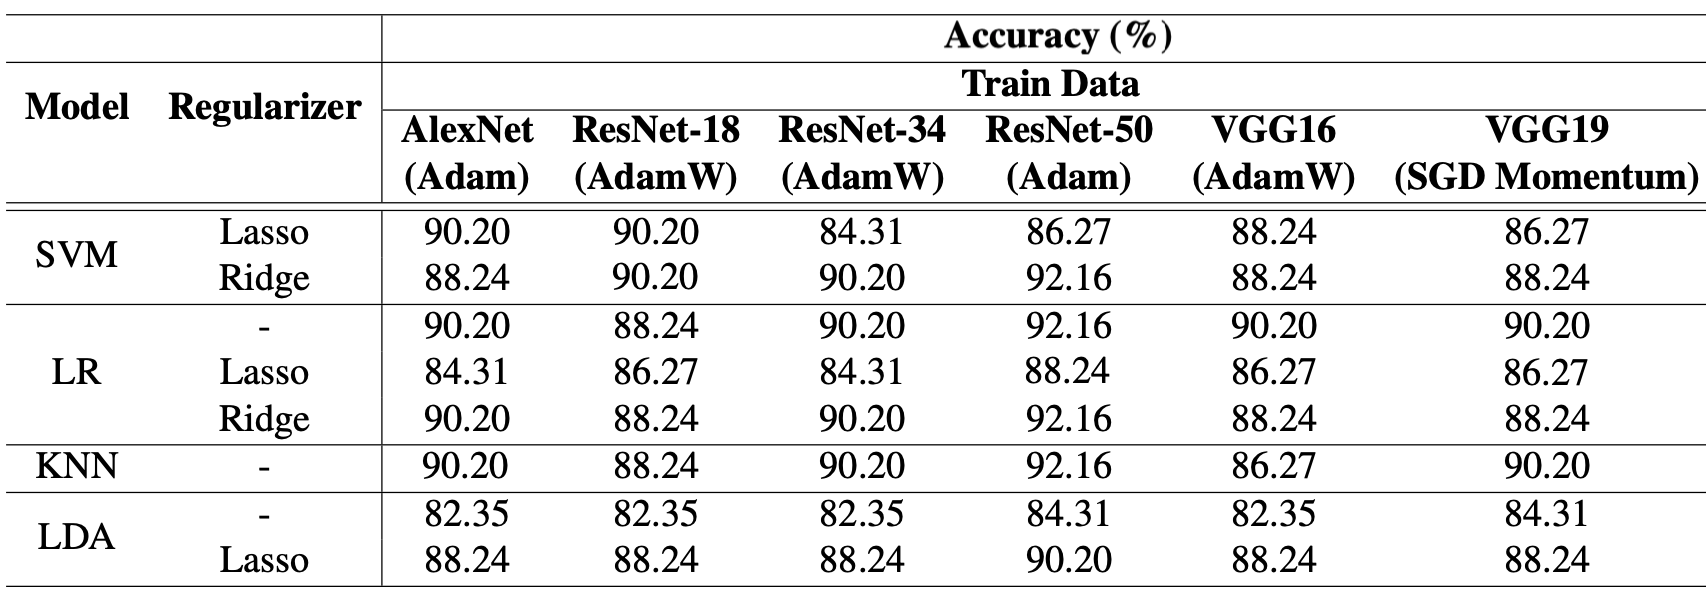 Accuracy (%)
Train Data
Model Regularizer
AlexNet ResNet-18 ResNet-34 ResNet-50 VGG16 VGG19
(Adam) (AdamW) (AdamW) (Adam) (AdamW) (SGD Momentum)
SVM
Lasso 90.20 90.20 84.31 86.27 88.24 86.27
Ridge 88.24 90.20 90.20 92.16 88.24 88.24
LR
- 90.20 88.24 90.20 92.16 90.20 90.20
Lasso 84.31 86.27 84.31 88.24 86.27 86.27
Ridge 90.20 88.24 90.20 92.16 88.24 88.24
KNN - 90.20 88.24 90.20 92.16 86.27 90.20
LDA
- 82.35 82.35 82.35 84.31 82.35 84.31
Lasso 88.24 88.24 88.24 90.20 88.24 88.24